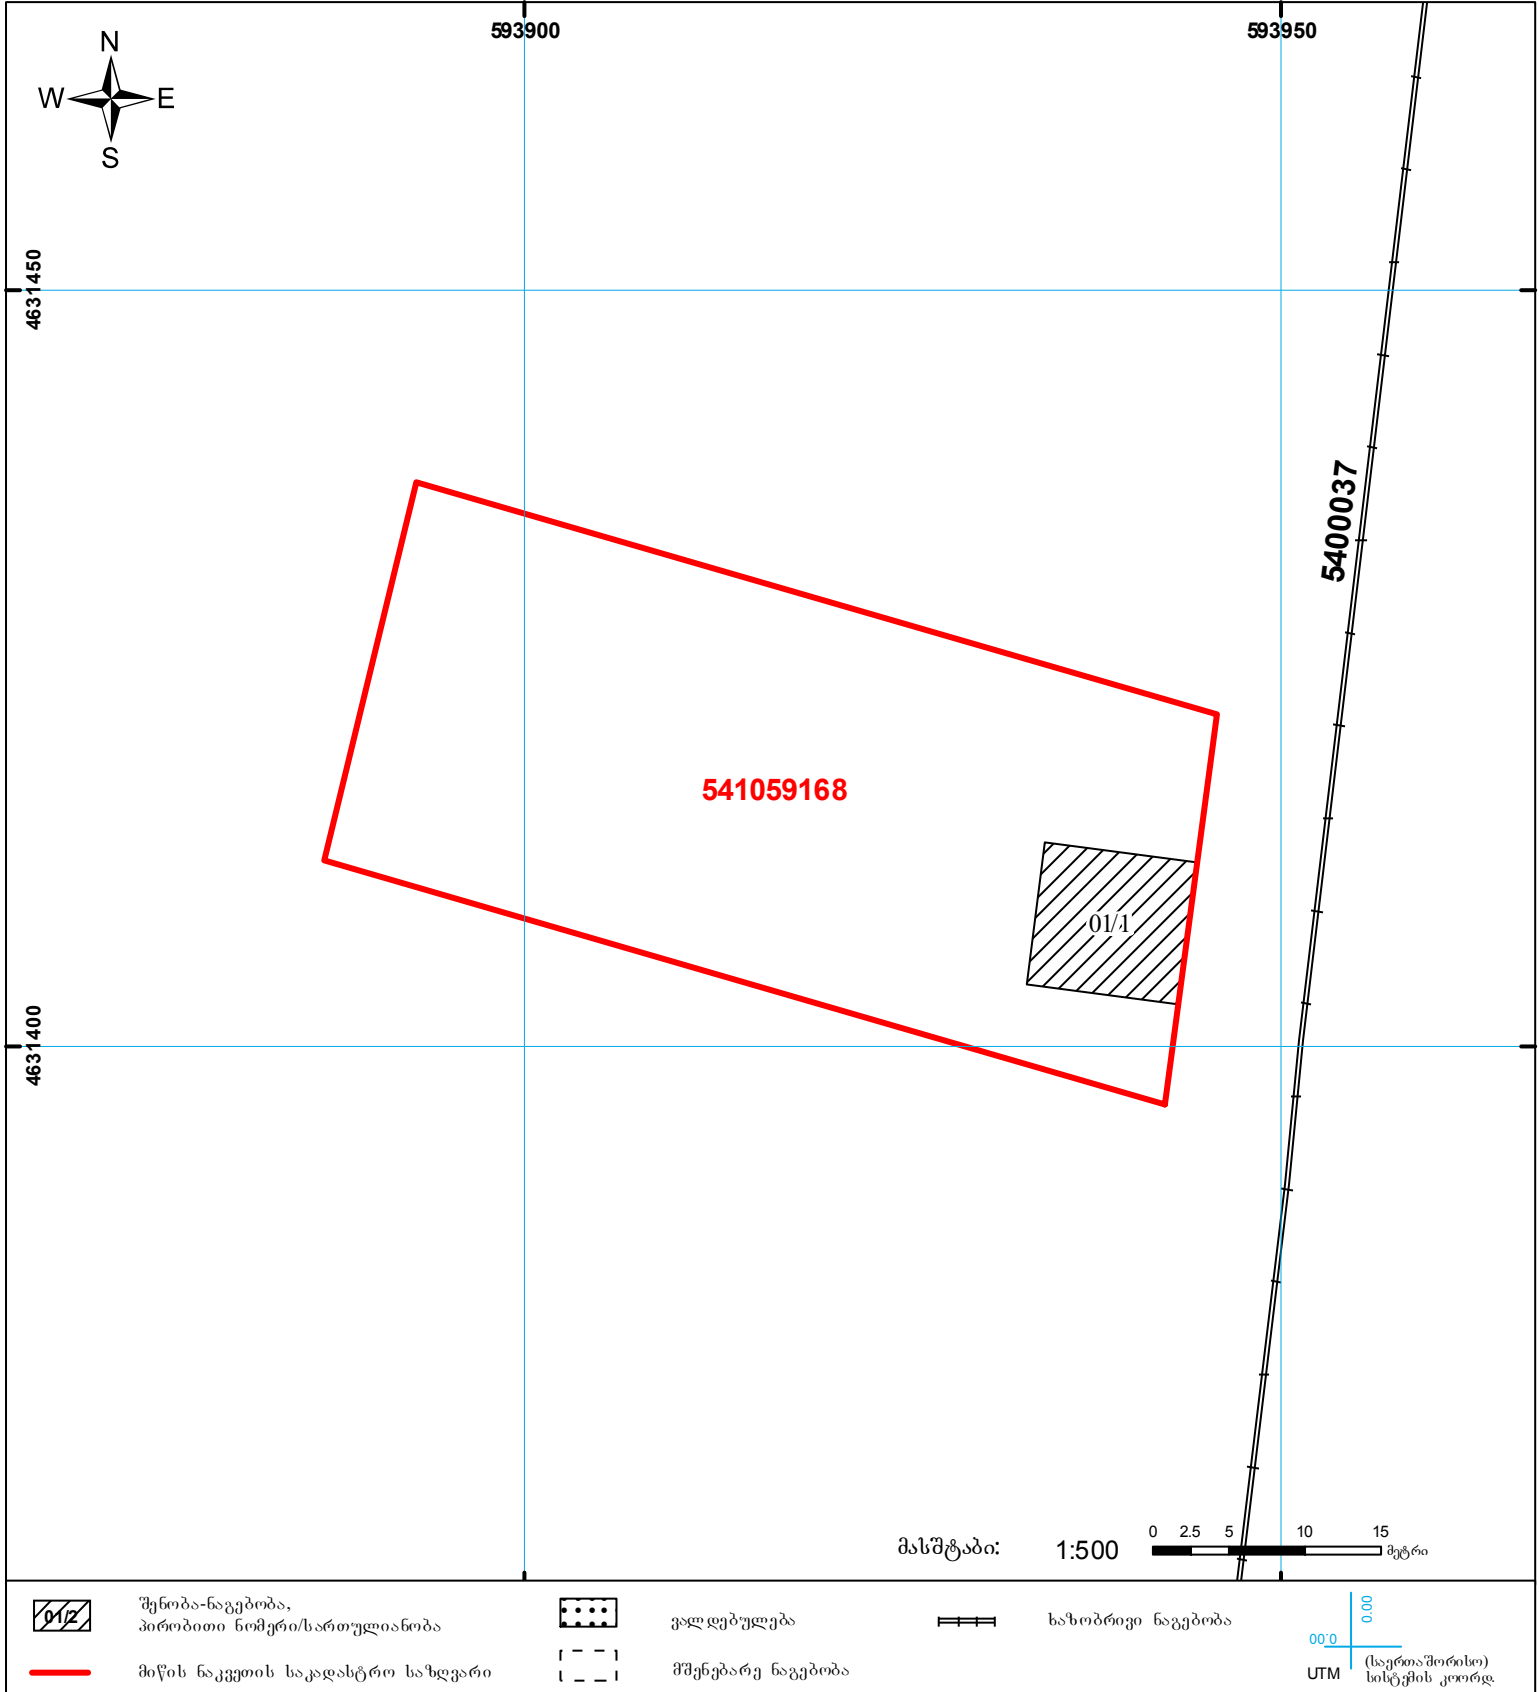 593900
593950
N
W
E
S
4631450
5400037
541059168
01/1
4631400
მასშტაბი:
1:500
0 2.5 5 10 15
მეტრი
01/2
შენობა-ნაგებობა,
პირობითი ნომერი/სართულიანობა
ვალდებულება
ხაზობრივი ნაგებობა
0.00
00.0
მიწის ნაკვეთის საკადასტრო საზღვარი
მშენებარე ნაგებობა
UTM
(საერთაშორისო)
სისტემის კოორდ.